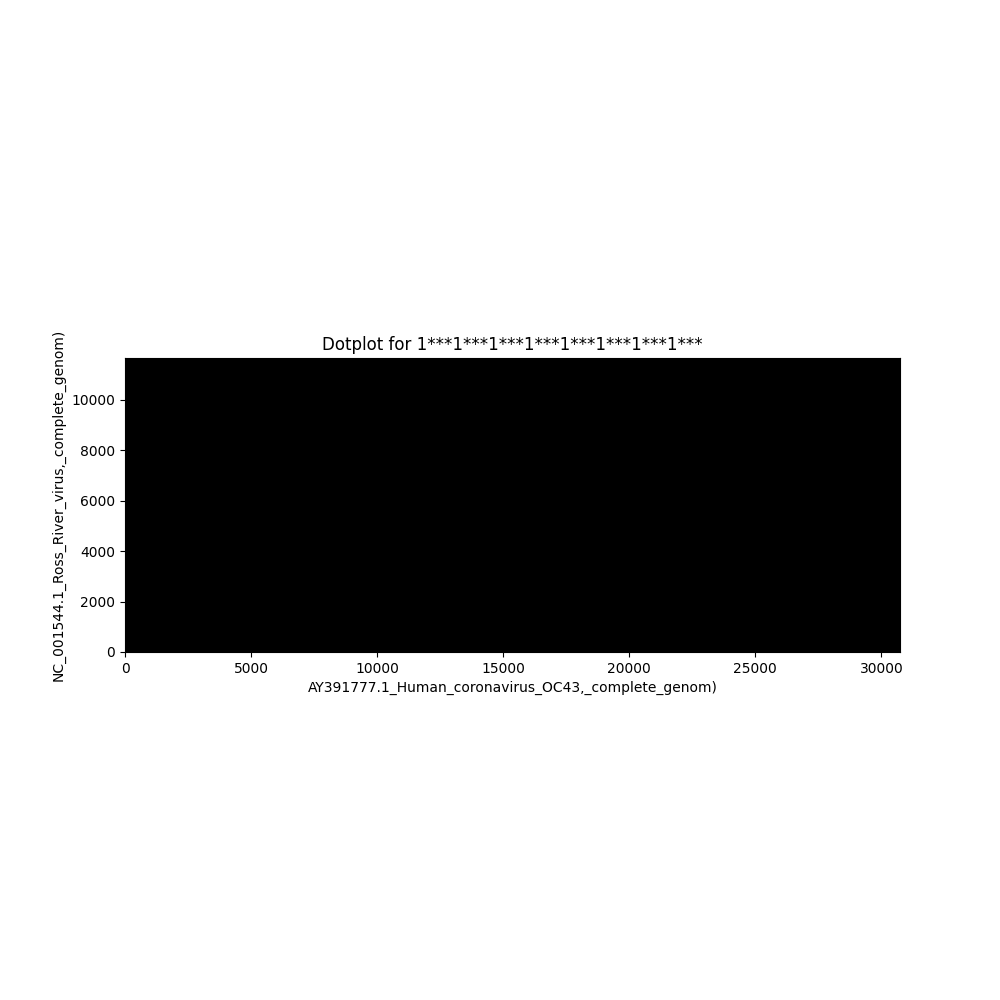 Dotplot for 1***1***1***1***1***1***1***1***
NC_001544.1_Ross_River_virus,_complete_genom)
10000
8000
6000
4000
2000
0
0 5000 10000 15000 20000 25000 30000
AY391777.1_Human_coronavirus_OC43,_complete_genom)